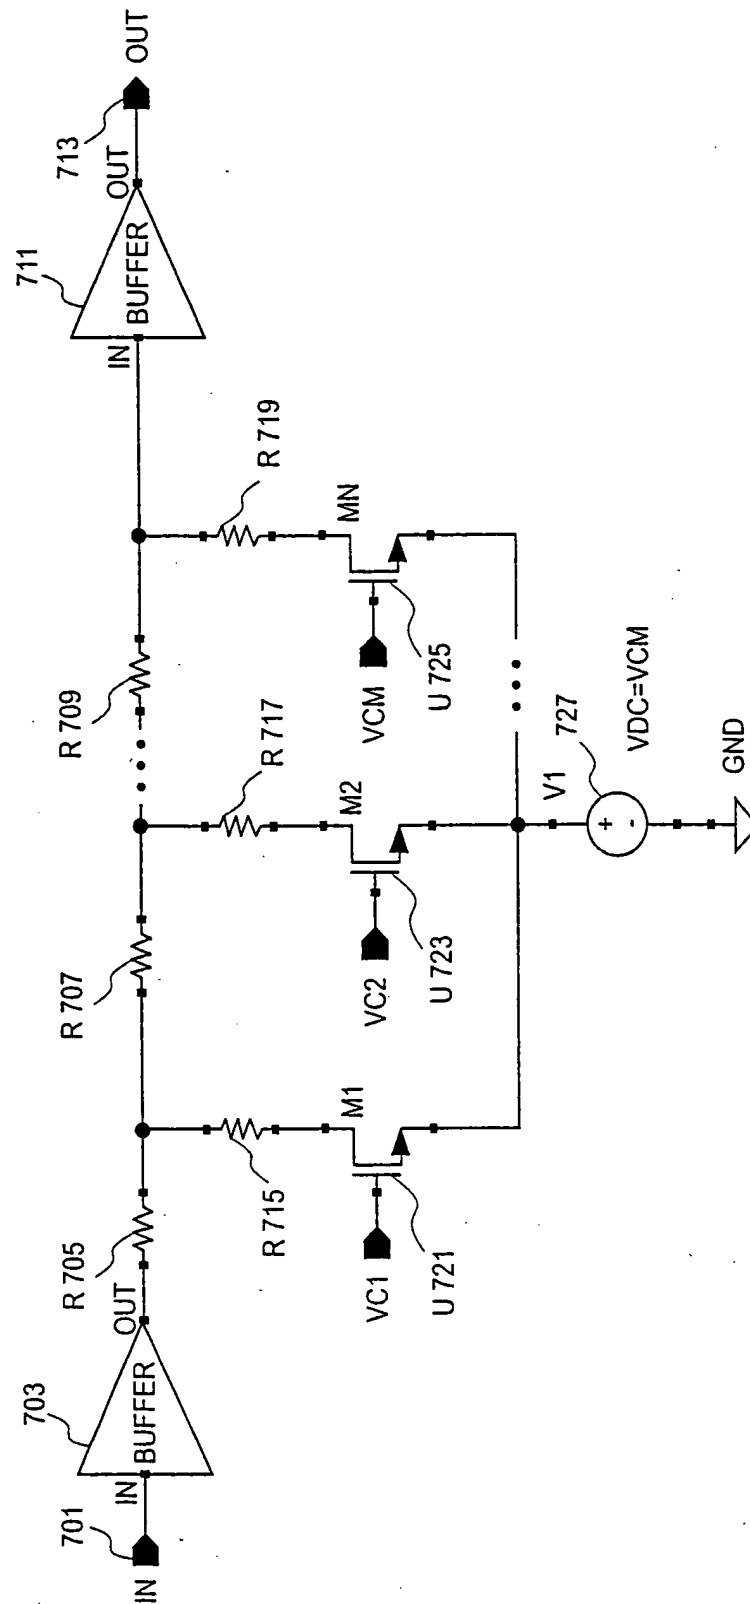 IN
701
IN
BUFFER
703
OUT
R 705
R 707
R 709
IN
BUFFER
711
OUT
713
OUT
R 715
R 717
R 719
M1
M2
MN
VC1
VC2
VCM
U 721
U 723
U 725
V1
+
-
727
VDC=VCM
GND